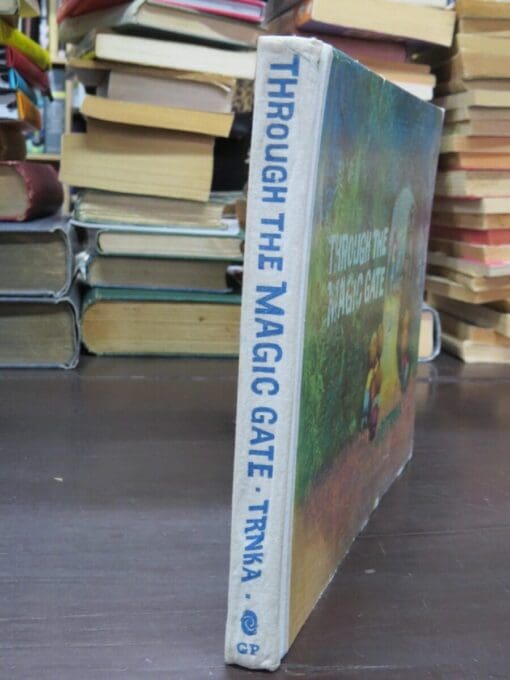 THROUGH THE MAGIC GATE · TRNKA ·
GP
THROUGH THE
MAGIC GATE